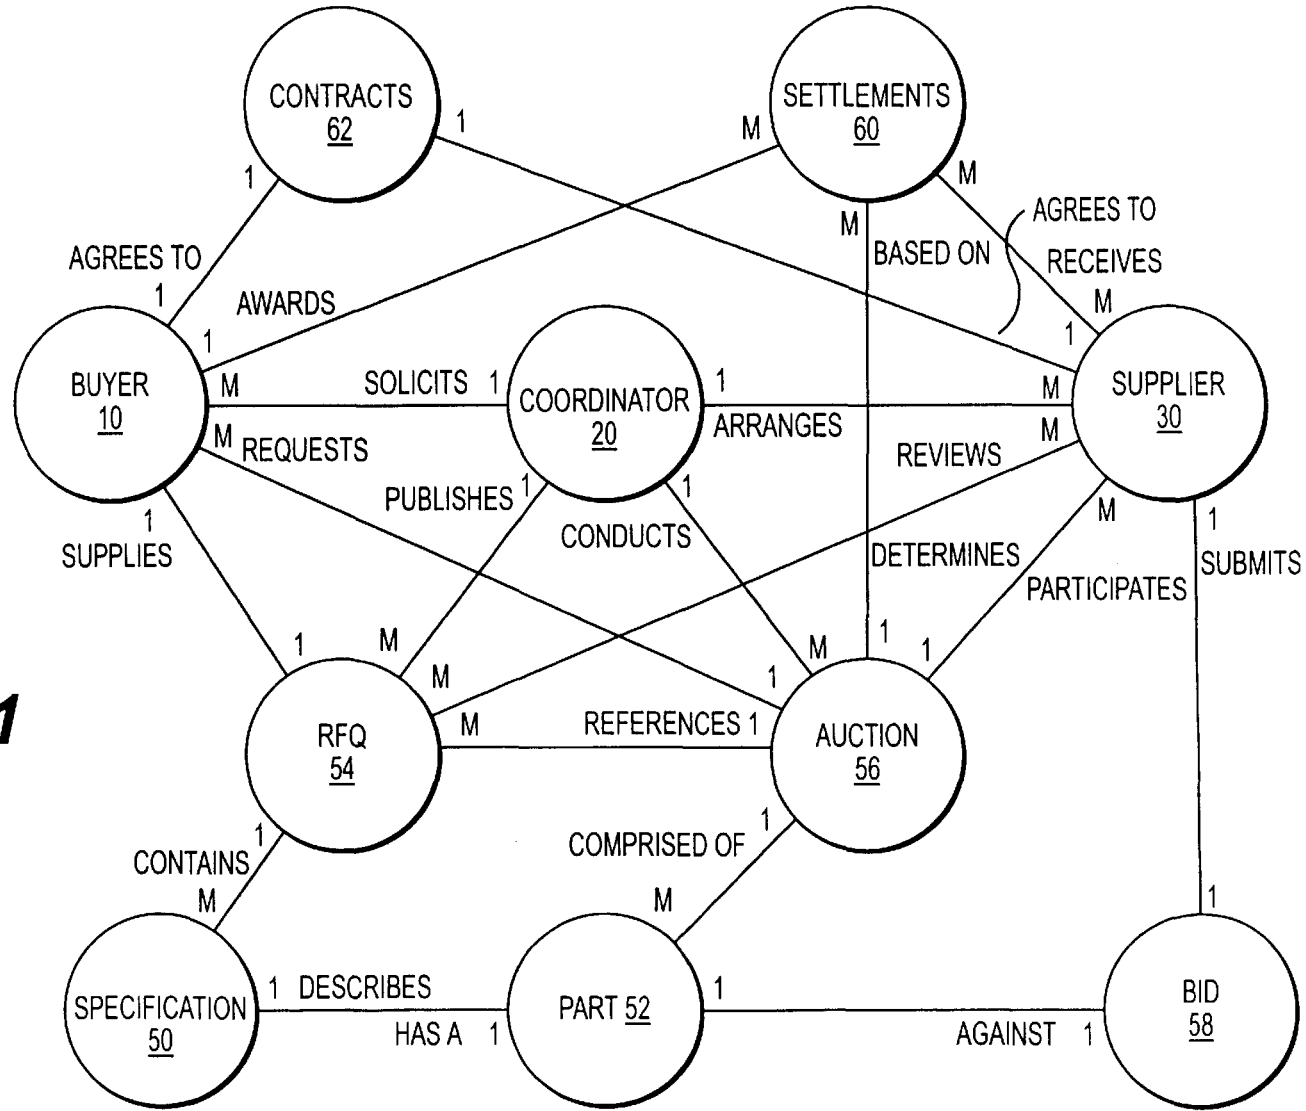 CONTRACTS
62
SETTLEMENTS
60
1
M
1
M
M
AGREES TO
BASED ON
AGREES TO
RECEIVES
1
AWARDS
M
1
1
BUYER
10
M
SOLICITS
1
COORDINATOR
20
1
ARRANGES
M
SUPPLIER
30
M
REQUESTS
REVIEWS
M
PUBLISHES
1
1
CONDUCTS
M
1
1
SUPPLIES
DETERMINES
SUBMITS
PARTICIPATES
1
M
M
M
1
1
1
1
RFQ
54
M
REFERENCES 1
AUCTION
56
1
CONTAINS
M
COMPRISED OF
1
M
1
SPECIFICATION
50
1 DESCRIBES
HAS A 1
PART 52
1
AGAINST 1
BID
58